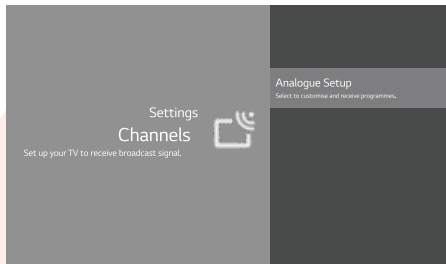 Settings
Channels
Set up your TV to receive broadcast signal.
Analogue Setup
Select to customise and receive programmes.